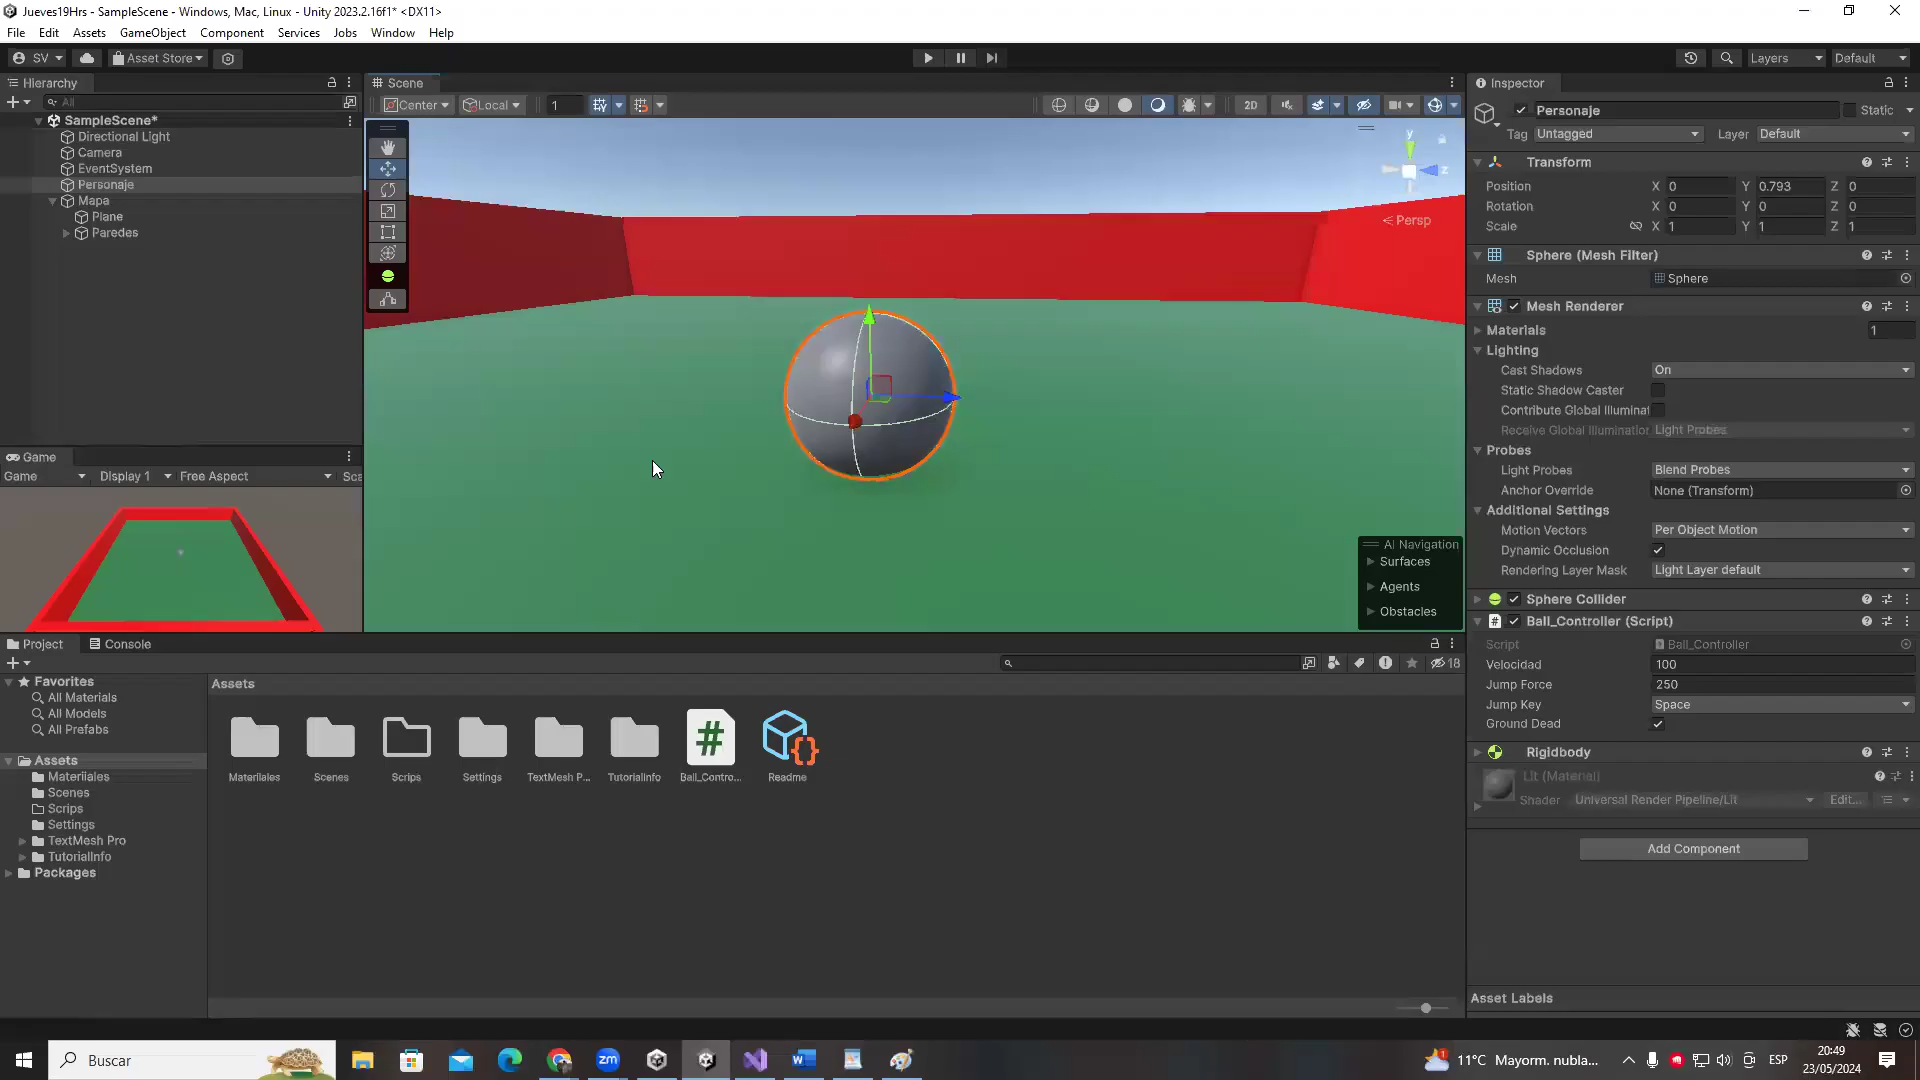 Jueves19Hrs - SampleScene - Windows, Mac, Linux - Unity 2023.2.16f1* <DX11>
File Edit Assets GameObject Component Services Jobs Window Help
SV Asset Store Layers Default
Hierarchy
All
SampleScene*
Directional Light
Camera
EventSystem
Personaje
Mapa
Plane
Paredes
Game
Game Display 1 Free Aspect Sca
Scene
Center Local 1 2D
y
z
Persp
AI Navigation
Surfaces
Agents
Obstacles
Inspector
Personaje Static
Tag Untagged Layer Default
Transform
Position X 0 Y 0.793 Z 0
Rotation X 0 Y 0 Z 0
Scale X 1 Y 1 Z 1
Sphere (Mesh Filter)
Mesh Sphere
Mesh Renderer
Materials 1
Lighting
Cast Shadows On
Static Shadow Caster
Contribute Global Illuminat
Receive Global Illumination Light Probes
Probes
Light Probes Blend Probes
Anchor Override None (Transform)
Additional Settings
Motion Vectors Per Object Motion
Dynamic Occlusion
Rendering Layer Mask Light Layer default
Sphere Collider
Ball_Controller (Script)
Script Ball_Controller
Velocidad 100
Jump Force 250
Jump Key Space
Ground Dead
Rigidbody
Lit (Material)
Shader Universal Render Pipeline/Lit Edit...
Add Component
Asset Labels
Project Console
18
Favorites
All Materials
All Models
All Prefabs
Assets
Materiiales
Scenes
Scrips
Settings
TextMesh Pro
TutorialInfo
Packages
Assets
Materiiales Scenes Scrips Settings TextMesh P... TutorialInfo Ball_Contro... Readme
Buscar
11°C Mayorm. nubla... ESP
20:49
23/05/2024